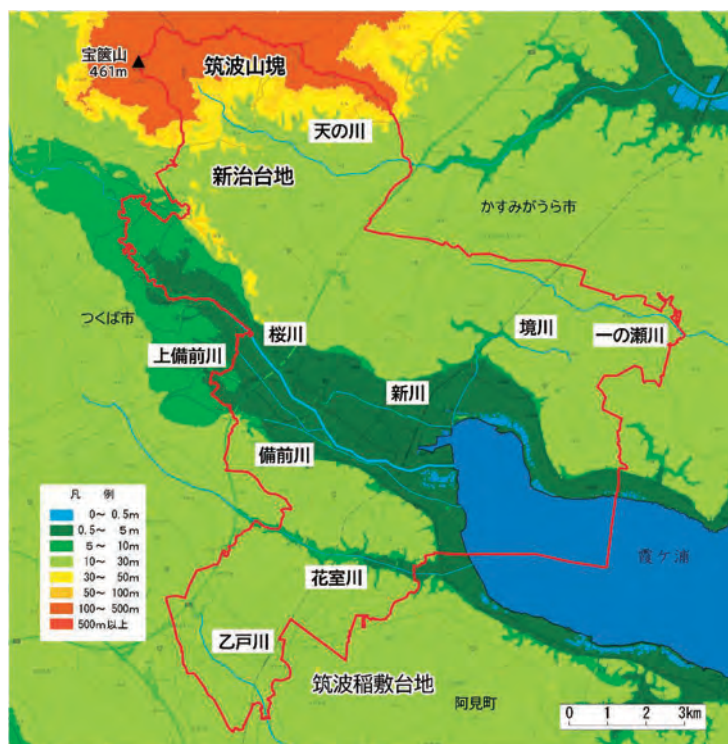 宝篋山
461m
筑波山塊
天の川
新治台地
かすみがうら市
つくば市
桜川
境川
一の瀬川
上備前川
新川
備前川
凡 例
0～ 0.5m
0.5～ 5m
5～ 10m
10～ 30m
30～ 50m
50～ 100m
100～ 500m
500m以上
霞ケ浦
花室川
乙戸川
筑波稲敷台地
阿見町
0 1 2 3km